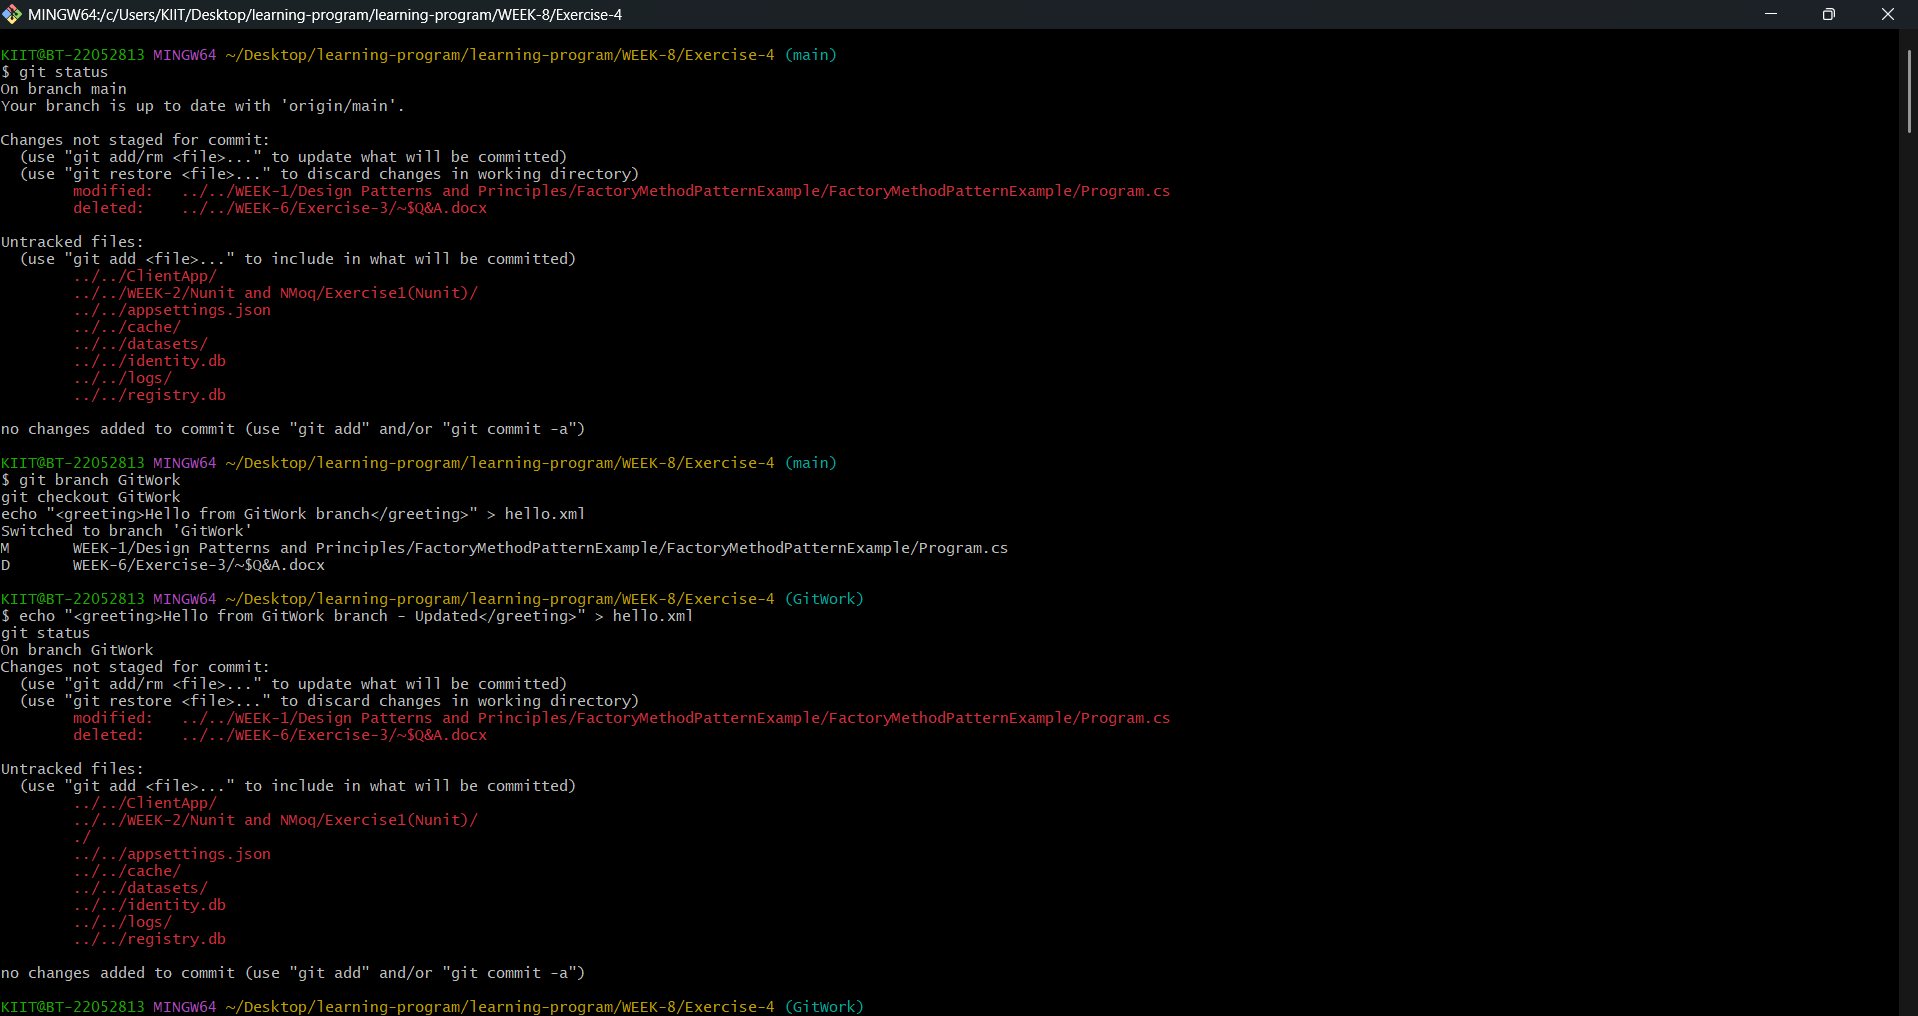 MINGW64:/c/Users/KIIT/Desktop/learning-program/learning-program/WEEK-8/Exercise-4
KIIT@BT-22052813 MINGW64 ~/Desktop/learning-program/learning-program/WEEK-8/Exercise-4 (main)
$ git status
On branch main
Your branch is up to date with 'origin/main'.
Changes not staged for commit:
  (use "git add/rm <file>..." to update what will be committed)
  (use "git restore <file>..." to discard changes in working directory)
        modified:   ../../WEEK-1/Design Patterns and Principles/FactoryMethodPatternExample/FactoryMethodPatternExample/Program.cs
        deleted:    ../../WEEK-6/Exercise-3/~$Q&A.docx
Untracked files:
  (use "git add <file>..." to include in what will be committed)
        ../../ClientApp/
        ../../WEEK-2/Nunit and NMoq/Exercise1(Nunit)/
        ../../appsettings.json
        ../../cache/
        ../../datasets/
        ../../identity.db
        ../../logs/
        ../../registry.db
no changes added to commit (use "git add" and/or "git commit -a")
KIIT@BT-22052813 MINGW64 ~/Desktop/learning-program/learning-program/WEEK-8/Exercise-4 (main)
$ git branch GitWork
git checkout GitWork
echo "<greeting>Hello from GitWork branch</greeting>" > hello.xml
Switched to branch 'GitWork'
M       WEEK-1/Design Patterns and Principles/FactoryMethodPatternExample/FactoryMethodPatternExample/Program.cs
D       WEEK-6/Exercise-3/~$Q&A.docx
KIIT@BT-22052813 MINGW64 ~/Desktop/learning-program/learning-program/WEEK-8/Exercise-4 (GitWork)
$ echo "<greeting>Hello from GitWork branch - Updated</greeting>" > hello.xml
git status
On branch GitWork
Changes not staged for commit:
  (use "git add/rm <file>..." to update what will be committed)
  (use "git restore <file>..." to discard changes in working directory)
        modified:   ../../WEEK-1/Design Patterns and Principles/FactoryMethodPatternExample/FactoryMethodPatternExample/Program.cs
        deleted:    ../../WEEK-6/Exercise-3/~$Q&A.docx
Untracked files:
  (use "git add <file>..." to include in what will be committed)
        ../../ClientApp/
        ../../WEEK-2/Nunit and NMoq/Exercise1(Nunit)/
        ./
        ../../appsettings.json
        ../../cache/
        ../../datasets/
        ../../identity.db
        ../../logs/
        ../../registry.db
no changes added to commit (use "git add" and/or "git commit -a")
KIIT@BT-22052813 MINGW64 ~/Desktop/learning-program/learning-program/WEEK-8/Exercise-4 (GitWork)